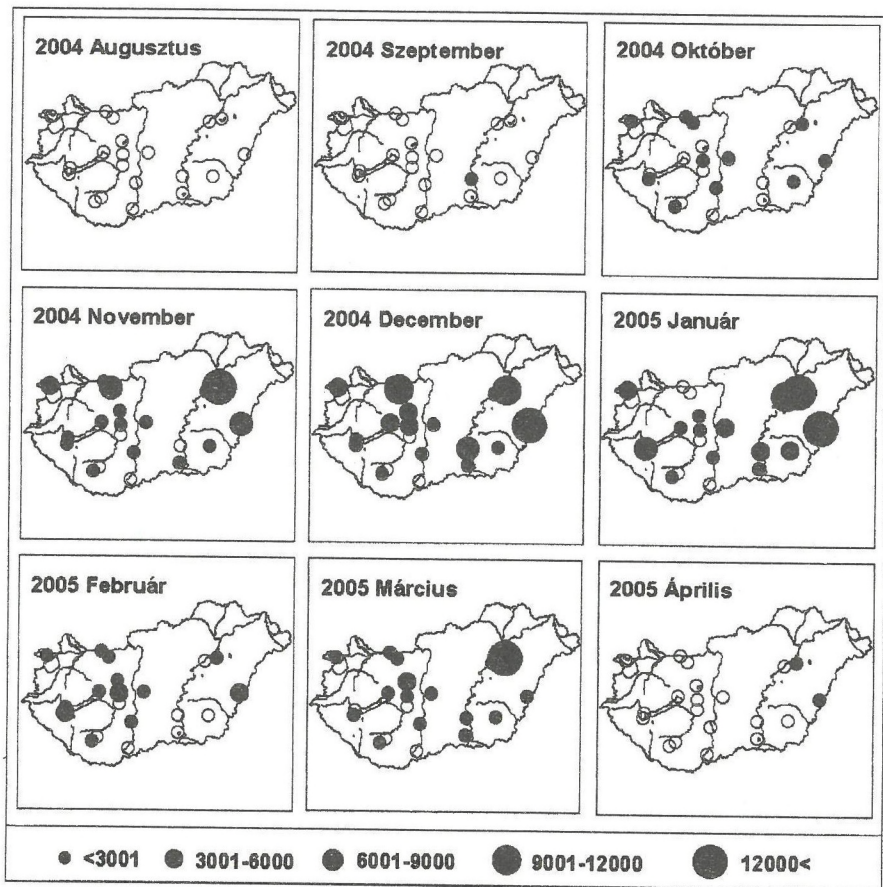 2004 Augusztus
2004 Szeptember
2004 Október
2004 November
2004 December
2005 Január
2005 Február
2005 Március
2005 Április
<3001
3001-6000
6001-9000
9001-12000
12000<